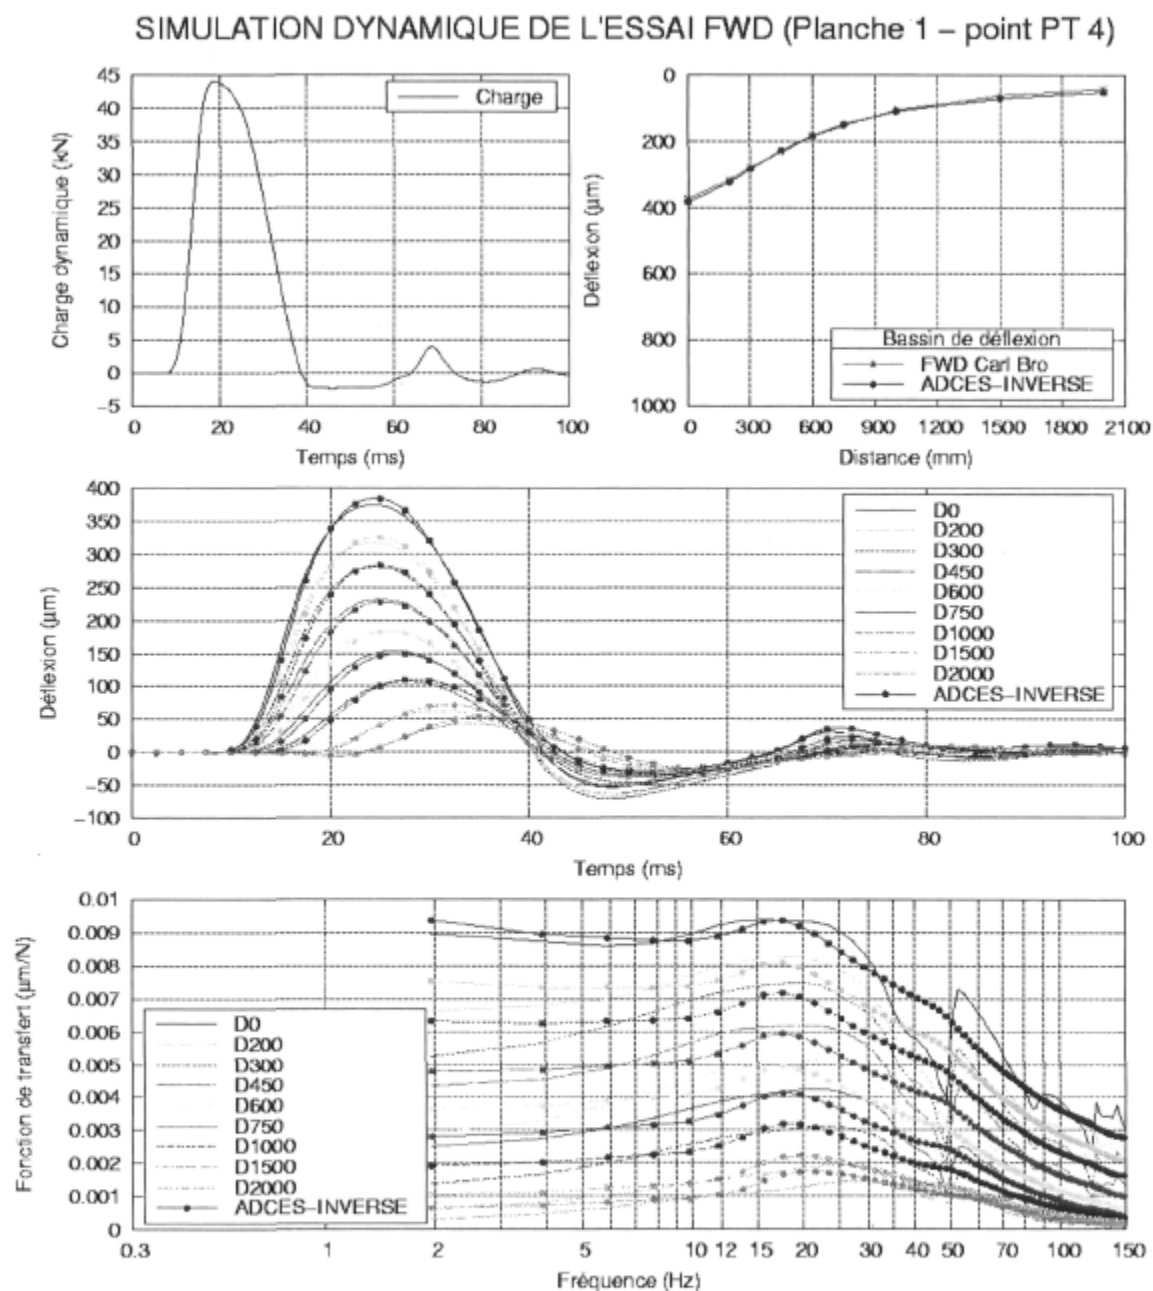 SIMULATION DYNAMIQUE DE L'ESSAI FWD (Planche 1 – point PT 4)
45
40
35
30
25
20
15
10
5
0
−5
Charge dynamique (kN)
Charge
0 20 40 60 80 100
Temps (ms)
0
200
400
600
800
1000
Déflexion (µm)
Bassin de déflexion
FWD Carl Bro
ADCES−INVERSE
0 300 600 900 1200 1500 1800 2100
Distance (mm)
400
350
300
250
200
150
100
50
0
−50
−100
Déflexion (µm)
D0
D200
D300
D450
D600
D750
D1000
D1500
D2000
ADCES−INVERSE
0 20 40 60 80 100
Temps (ms)
0.01
0.009
0.008
0.007
0.006
0.005
0.004
0.003
0.002
0.001
0
Fonction de transfert (µm/N)
D0
D200
D300
D450
D600
D750
D1000
D1500
D2000
ADCES−INVERSE
0.3 1 2 5 10 12 15 20 30 40 50 70 100 150
Fréquence (Hz)